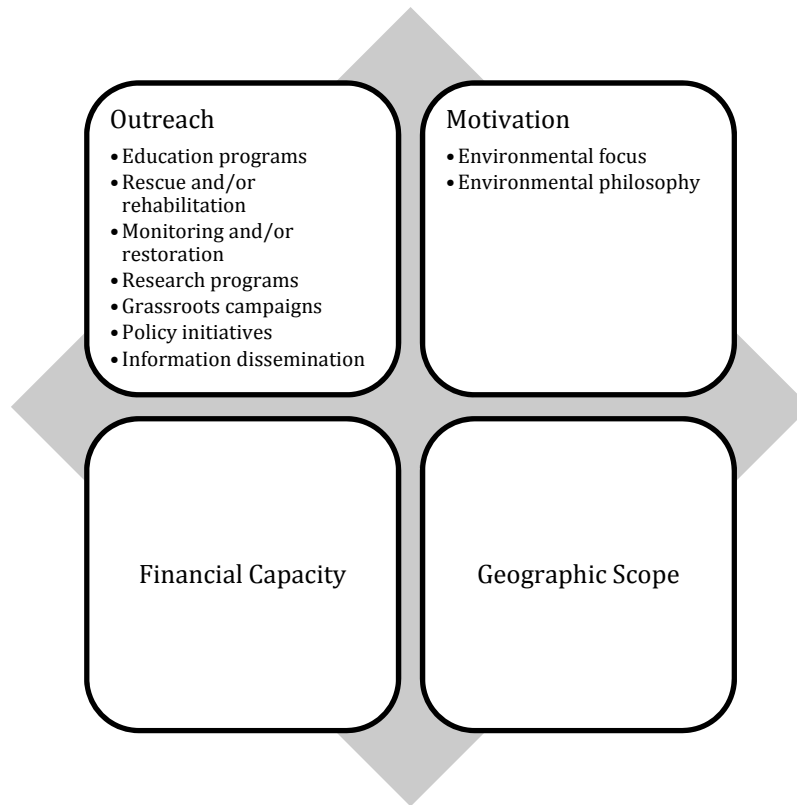 Outreach
•Education programs
•Rescue and/or
rehabilitation
•Monitoring and/or
restoration
•Research programs
•Grassroots campaigns
•Policy initiatives
•Information dissemination
Motivation
•Environmental focus
•Environmental philosophy
Financial Capacity
Geographic Scope